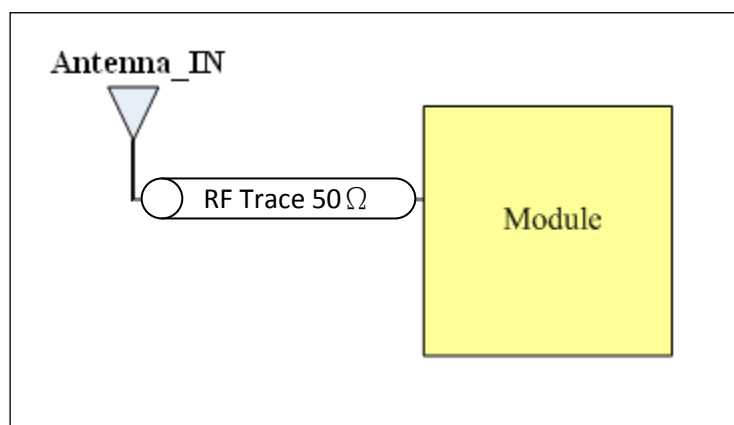 Antenna_IN
RF Trace 50Ω
Module